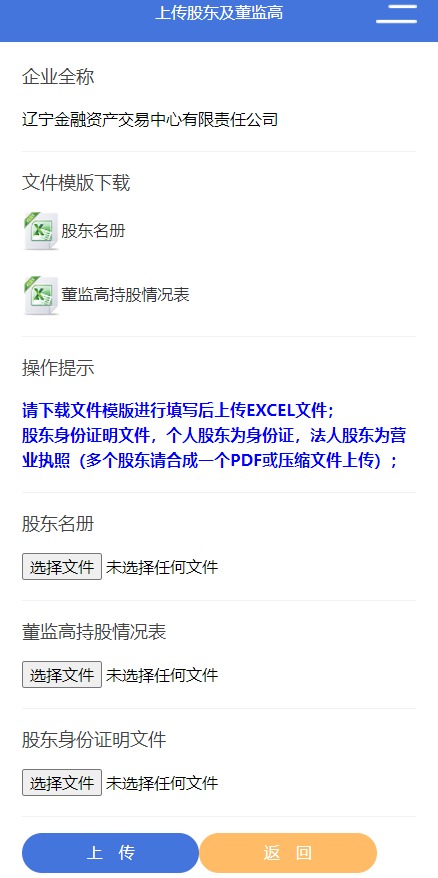 上传股东及董监高
企业全称
辽宁金融资产交易中心有限责任公司
文件模版下载
股东名册
董监高持股情况表
操作提示
请下载文件模版进行填写后上传EXCEL文件；
股东身份证明文件，个人股东为身份证，法人股东为营
业执照（多个股东请合成一个PDF或压缩文件上传）；
股东名册
选择文件 未选择任何文件
董监高持股情况表
选择文件 未选择任何文件
股东身份证明文件
选择文件 未选择任何文件
上 传 返 回